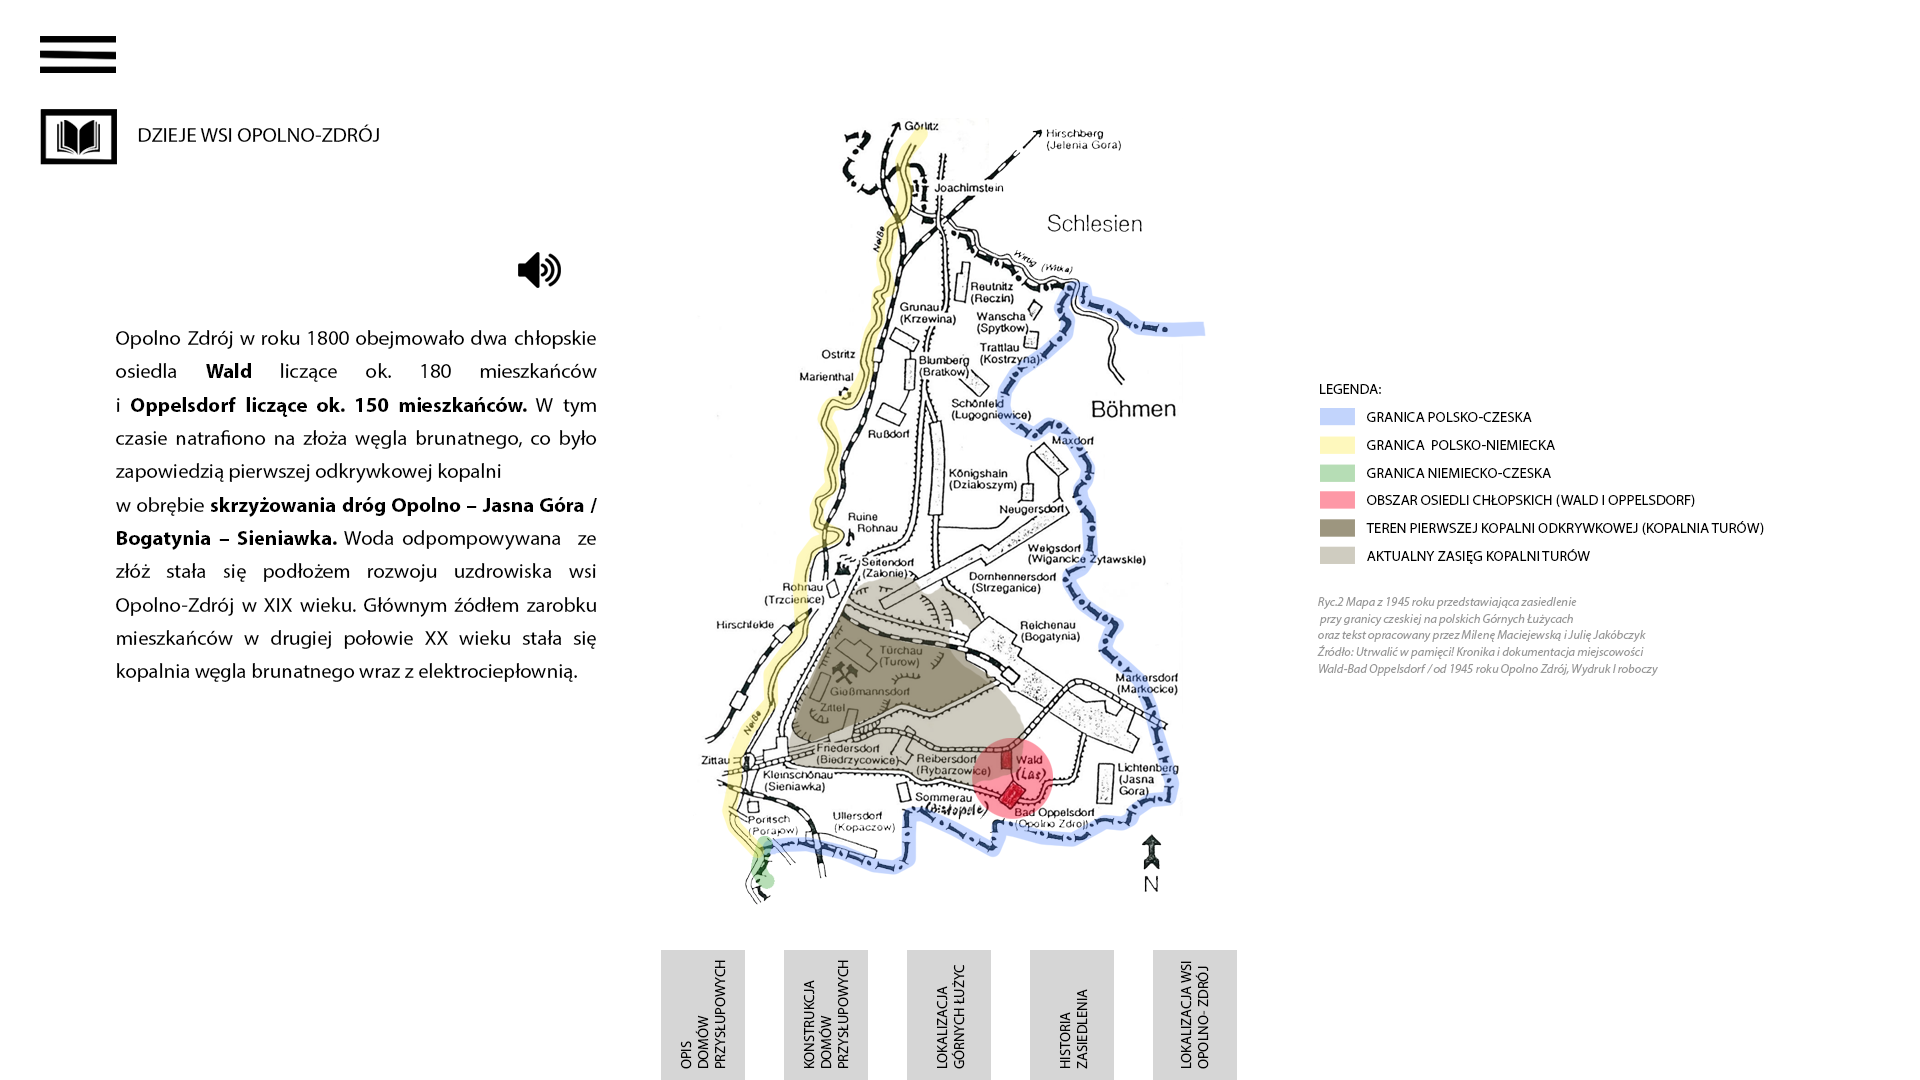 DZIEJE WSI OPOLNO-ZDRÓJ
Opolno Zdrój w roku 1800 obejmowało dwa chłopskie
osiedla Wald liczące ok. 180 mieszkańców
i Oppelsdorf liczące ok. 150 mieszkańców. W tym
czasie natrafiono na złoża węgla brunatnego, co było
zapowiedzią pierwszej odkrywkowej kopalni
w obrębie skrzyżowania dróg Opolno – Jasna Góra /
Bogatynia – Sieniawka. Woda odpompowywana ze
złóż stała się podłożem rozwoju uzdrowiska wsi
Opolno-Zdrój w XIX wieku. Głównym źódłem zarobku
mieszkańców w drugiej połowie XX wieku stała się
kopalnia węgla brunatnego wraz z elektrociepłownią.
Görlitz
Hirschberg
(Jelenia Gora)
Joachimstein
Schlesien
Neiße
Wittig (Witka)
Reutnitz
(Ręczin)
Grunau
(Krzewina)
Wanscha
(Spytkow)
Trattlau
(Kostrzyna)
Ostritz
Blumberg
(Bratkow)
Marienthal
Schönfeld
(Lugogniewice)
Böhmen
Rußdorf
Maxdorf
Königshain
(Dzialoszym)
Neugersdorf
Ruine
Rohnau
Weigsdorf
(Wigancice Zytawskie)
Seitendorf
(Zalonie)
Dornhennersdorf
(Strzeganice)
Rohnau
(Trzcienice)
Hirschfelde
Reichenau
(Bogatynia)
Türchau
(Turow)
Markersdorf
(Markocice)
Gießmannsdorf
Zittel
Neiße
Friedersdorf
(Biedrzycowice)
Reibersdorf
(Rybarzowice)
Wald
(Las)
Zittau
Kleinschönau
(Sieniawka)
Lichtenberg
(Jasna
Gora)
Sommerau
Bad Oppelsdorf
(Opolno Zdroj)
Poritsch
(Porajow)
Ullersdorf
(Kopaczow)
N
LEGENDA:
GRANICA POLSKO-CZESKA
GRANICA POLSKO-NIEMIECKA
GRANICA NIEMIECKO-CZESKA
OBSZAR OSIEDLI CHŁOPSKICH (WALD I OPPELSDORF)
TEREN PIERWSZEJ KOPALNI ODKRYWKOWEJ (KOPALNIA TURÓW)
AKTUALNY ZASIĘG KOPALNI TURÓW
Ryc.2 Mapa z 1945 roku przedstawiająca zasiedlenie
przy granicy czeskiej na polskich Górnych Łużycach
oraz tekst opracowany przez Milenę Maciejewską i Julię Jakóbczyk
Źródło: Utrwalić w pamięci! Kronika i dokumentacja miejscowości
Wald-Bad Oppelsdorf / od 1945 roku Opolno Zdrój, Wydruk I roboczy
OPIS
DOMÓW
PRZYSŁUPOWYCH
KONSTRUKCJA
DOMÓW
PRZYSŁUPOWYCH
LOKALIZACJA
GÓRNYCH ŁUŻYC
HISTORIA
ZASIEDLENIA
LOKALIZACJA WSI
OPOLNO- ZDRÓJ